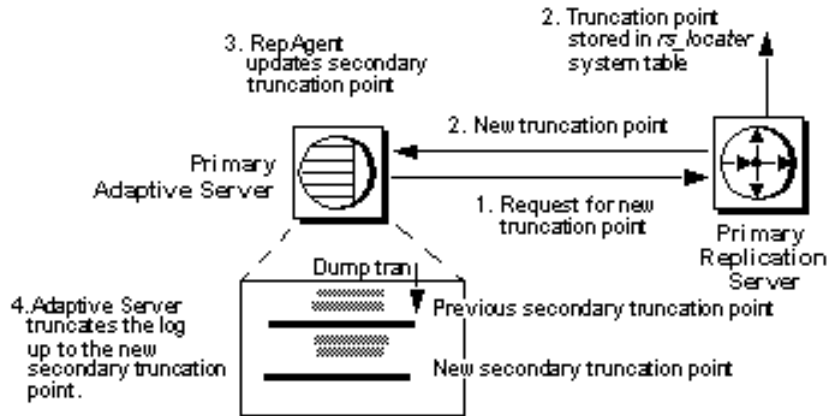 2. Truncation point
stored in rs_locater
system table
3. RepAgent
updates secondary
truncation point
2. New truncation point
Primary
Adaptive Server
1. Request for new
truncation point
Primary
Replication
Server
Dump tran
4.Adaptive Server
truncates the log
up to the new
secondary truncation
point.
Previous secondary truncation point
New secondary truncation point